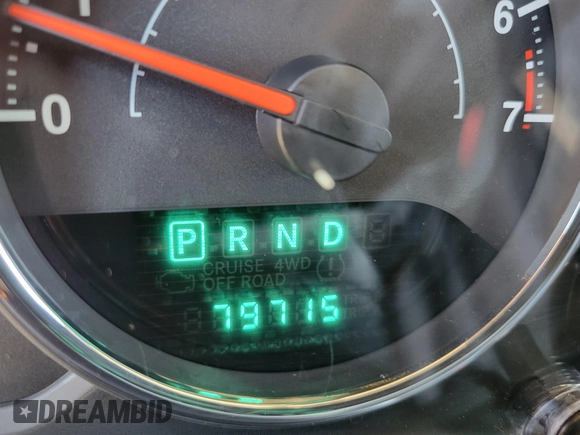 6
0
7
P R N D
CRUISE 4WD
OFF ROAD
79715
DREAMBID